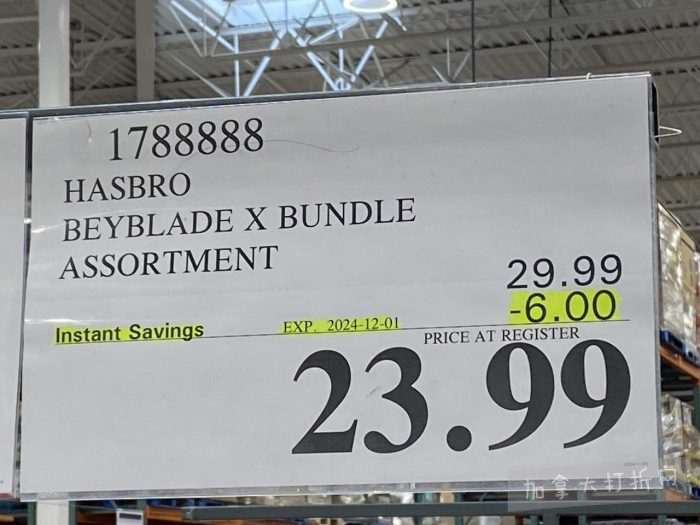 1788888
HASBRO
BEYBLADE X BUNDLE
ASSORTMENT
29.99
-6.00
Instant Savings EXP. 2024-12-01
PRICE AT REGISTER
23.99
加拿大打折网